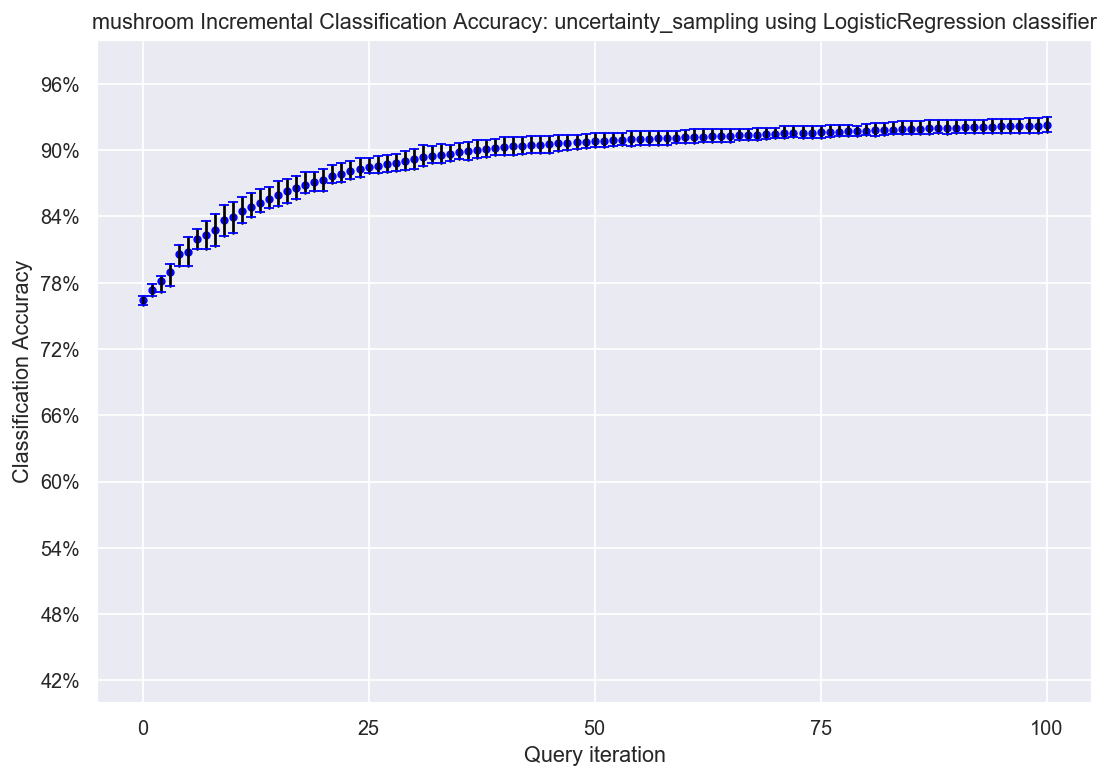 mushroom Incremental Classification Accuracy: uncertainty_sampling using LogisticRegression classifier
96%
90%
84%
78%
72%
66%
60%
54%
48%
42%
Classification Accuracy
0 25 50 75 100
Query iteration